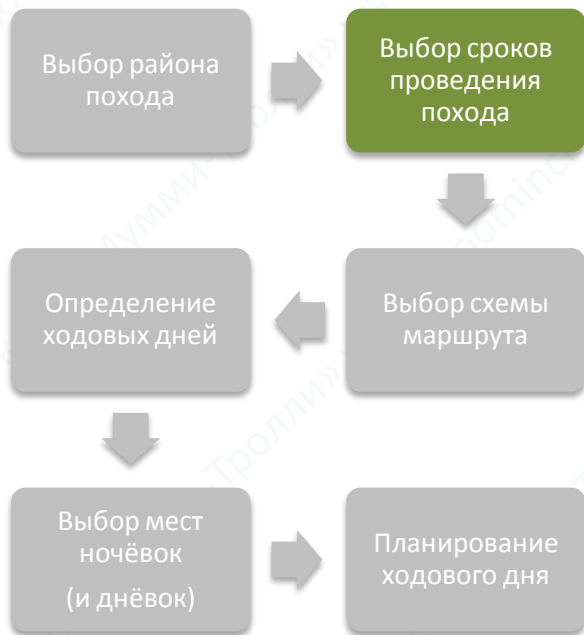 Выбор района
похода
Выбор сроков
проведения
похода
Выбор схемы
маршрута
Определение
ходовых дней
Выбор мест
ночёвок
(и днёвок)
Планирование
ходового дня